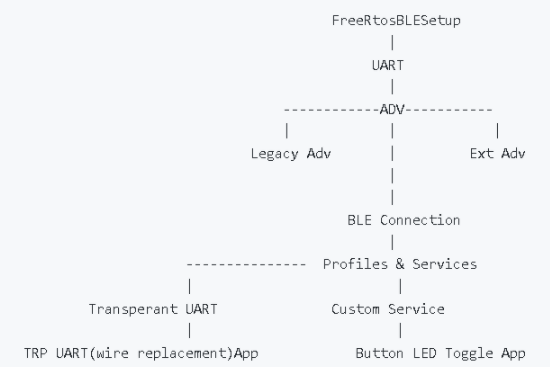 FreeRtosBLESetup
|
UART
|
------------ADV-----------
| | |
Legacy Adv | Ext Adv
|
|
BLE Connection
|
-------------- Profiles & Services
| |
Transperant UART Custom Service
| |
TRP UART(wire replacement)App Button LED Toggle App